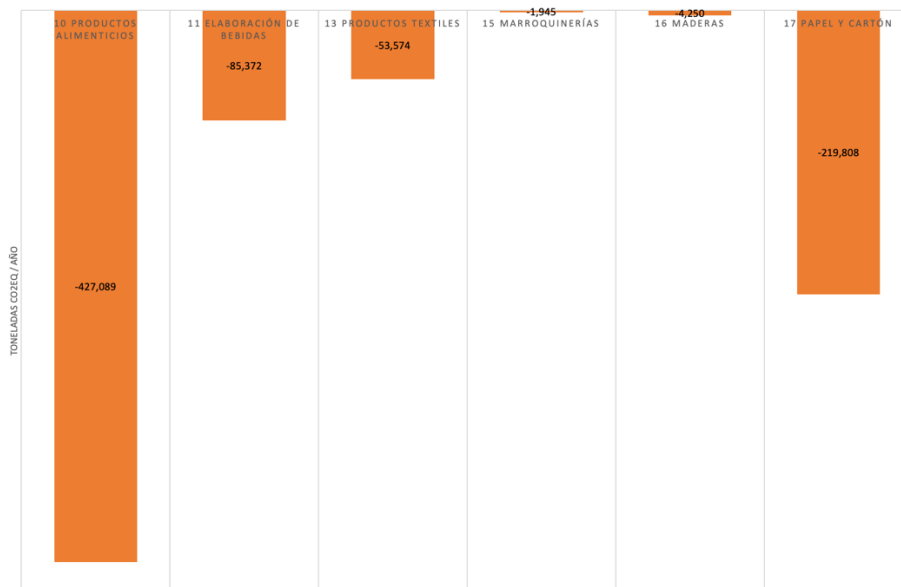 10 PRODUCTOS
ALIMENTICIOS
11 ELABORACIÓN DE
BEBIDAS
13 PRODUCTOS TEXTILES
15 MARROQUINERÍAS
16 MADERAS
17 PAPEL Y CARTÓN
-1,945
-4,250
-53,574
-85,372
-219,808
-427,089
TONELADAS CO2EQ / AÑO